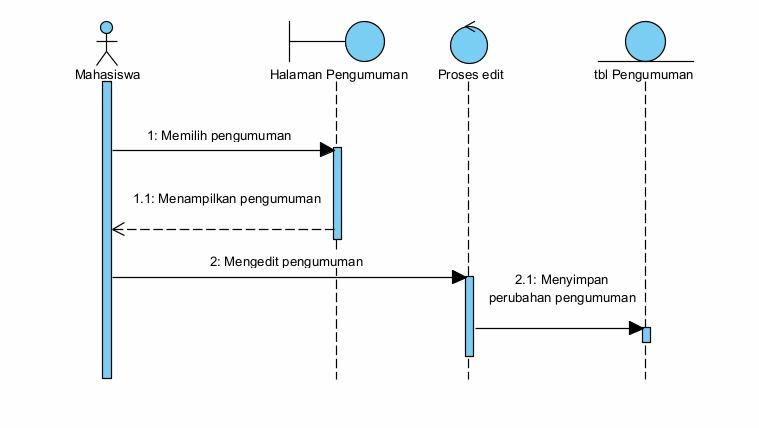 Mahasiswa
Halaman Pengumuman
Proses edit
tbl Pengumuman
1: Memilih pengumuman
1.1: Menampilkan pengumuman
2: Mengedit pengumuman
2.1: Menyimpan
perubahan pengumuman